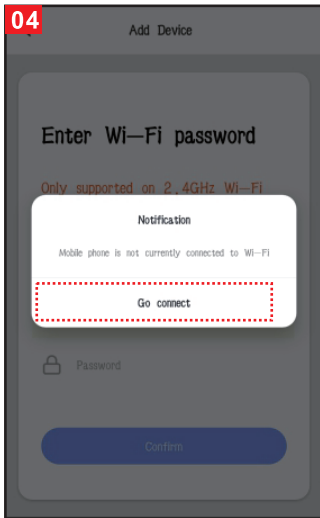 04
Add Device
Enter Wi-Fi password
Only supported on 2.4GHz Wi-Fi
Notification
Mobile phone is not currently connected to Wi-Fi
Go connect
Password
Confirm